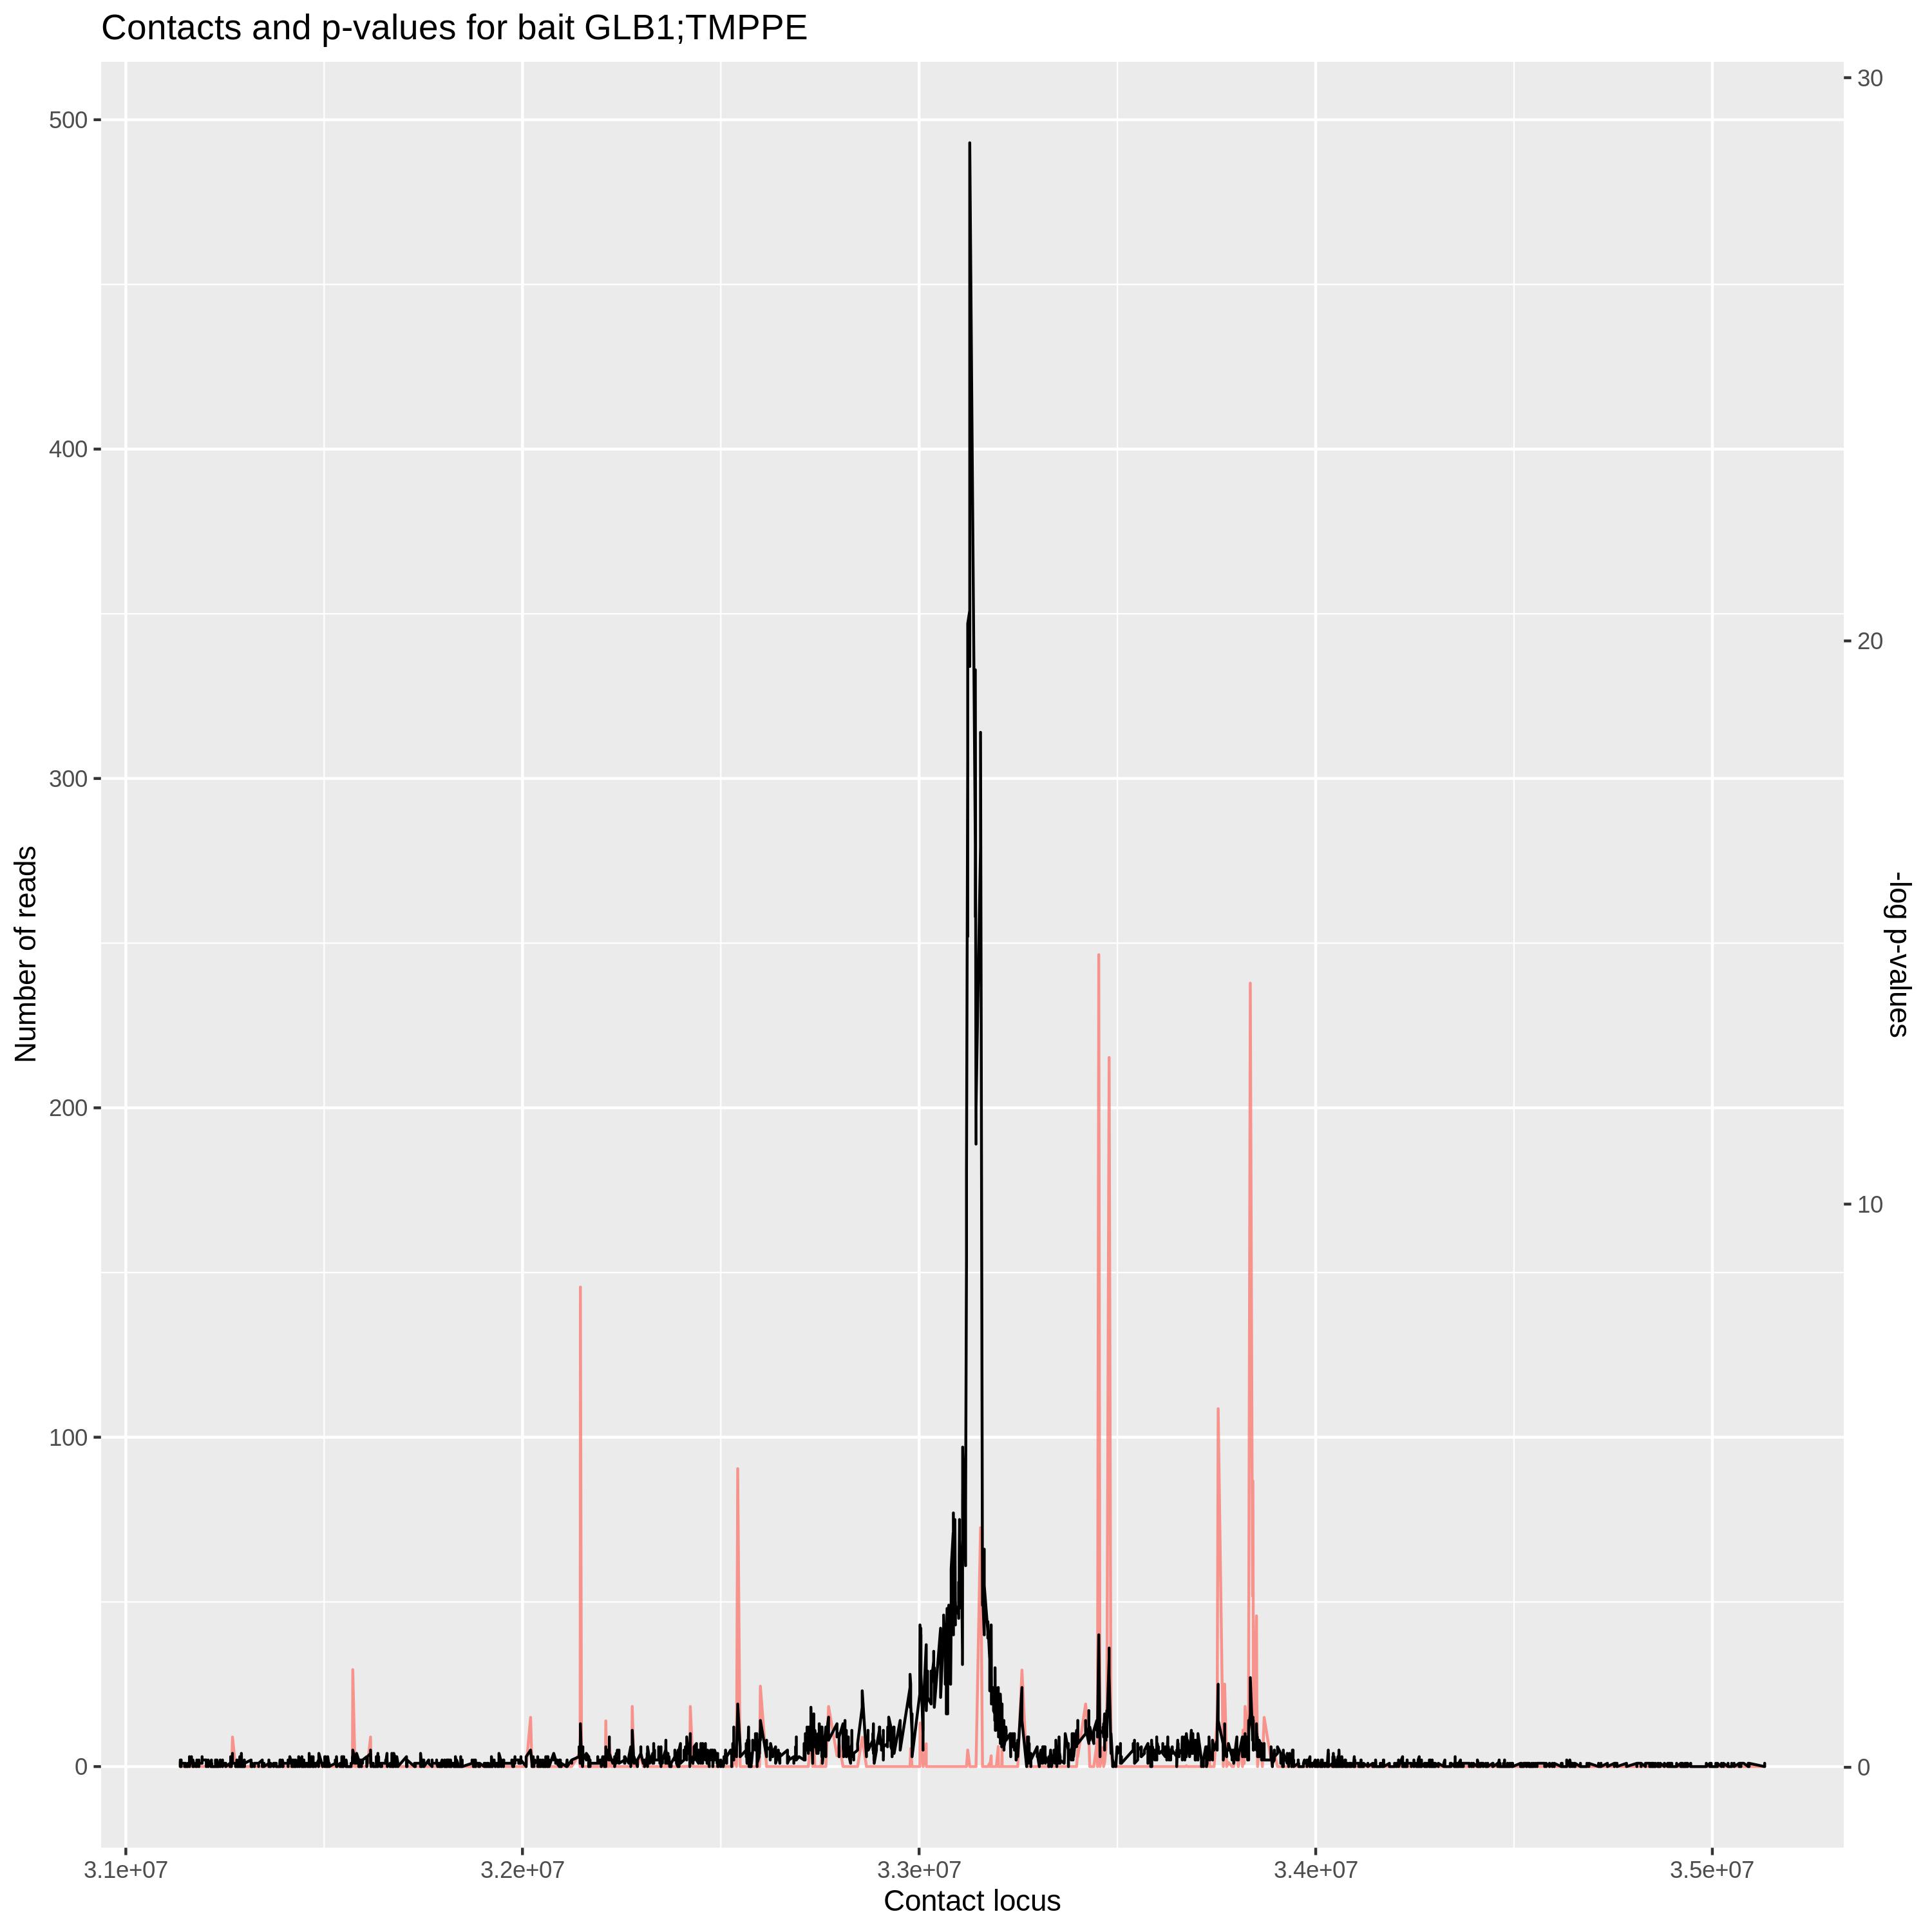 Contacts and p-values for bait GLB1;TMPPE
500
400
300
200
100
0
Number of reads
30
20
10
0
-log p-values
3.1e+07
3.2e+07
3.3e+07
3.4e+07
3.5e+07
Contact locus